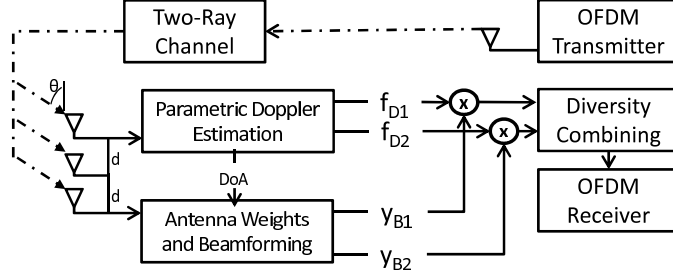 Two-Ray
Channel
OFDM
Transmitter
θ
Parametric Doppler
Estimation
f_D1
f_D2
x
x
Diversity
Combining
d
d
DoA
OFDM
Receiver
Antenna Weights
and Beamforming
y_B1
y_B2